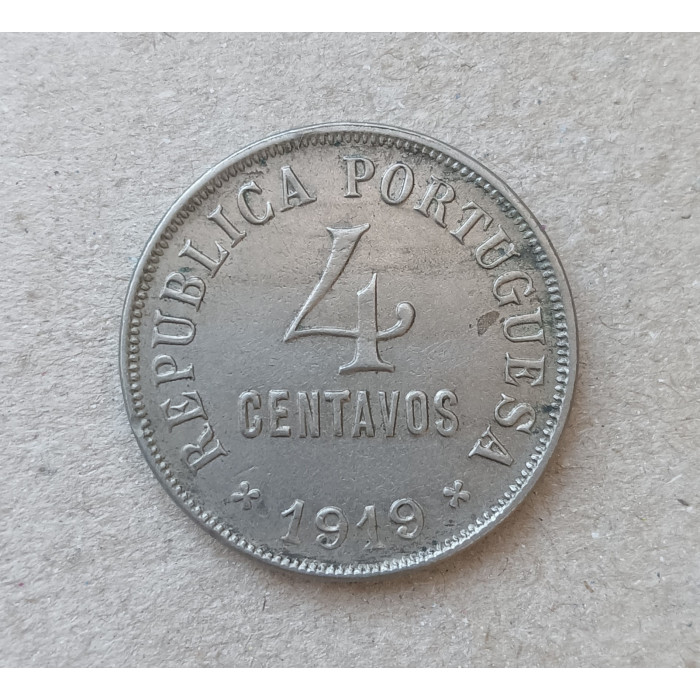 REPUBLICA PORTUGUESA
4
CENTAVOS
* 1919 *